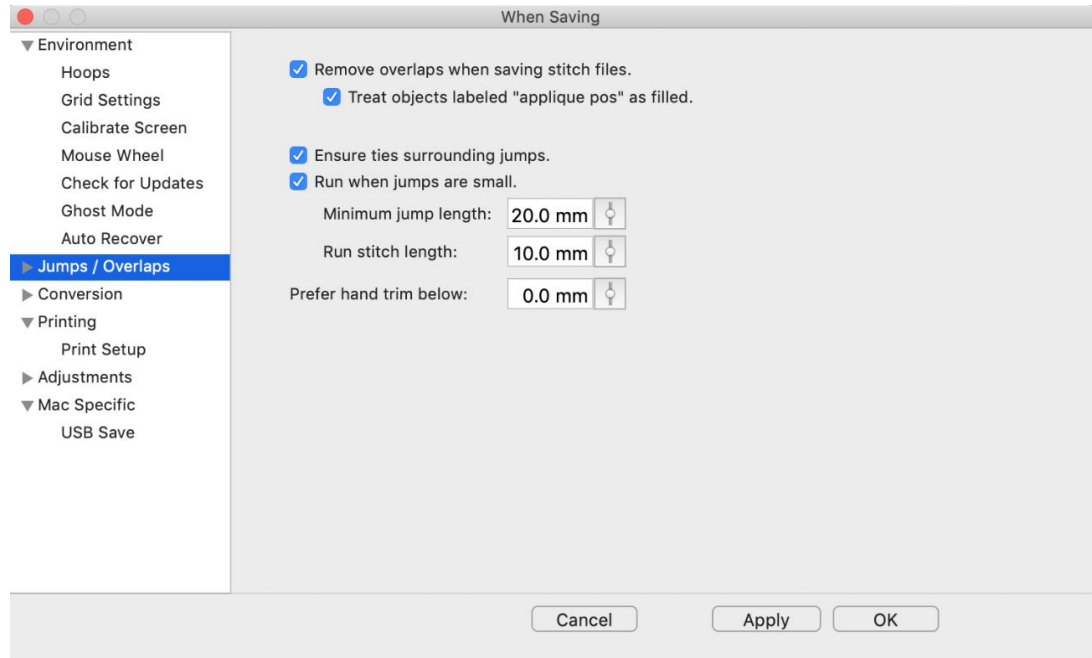 When Saving
Environment
Hoops
Grid Settings
Calibrate Screen
Mouse Wheel
Check for Updates
Ghost Mode
Auto Recover
Jumps / Overlaps
Conversion
Printing
Print Setup
Adjustments
Mac Specific
USB Save
Remove overlaps when saving stitch files.
Treat objects labeled "applique pos" as filled.
Ensure ties surrounding jumps.
Run when jumps are small.
Minimum jump length: 20.0 mm
Run stitch length: 10.0 mm
Prefer hand trim below: 0.0 mm
Cancel Apply OK